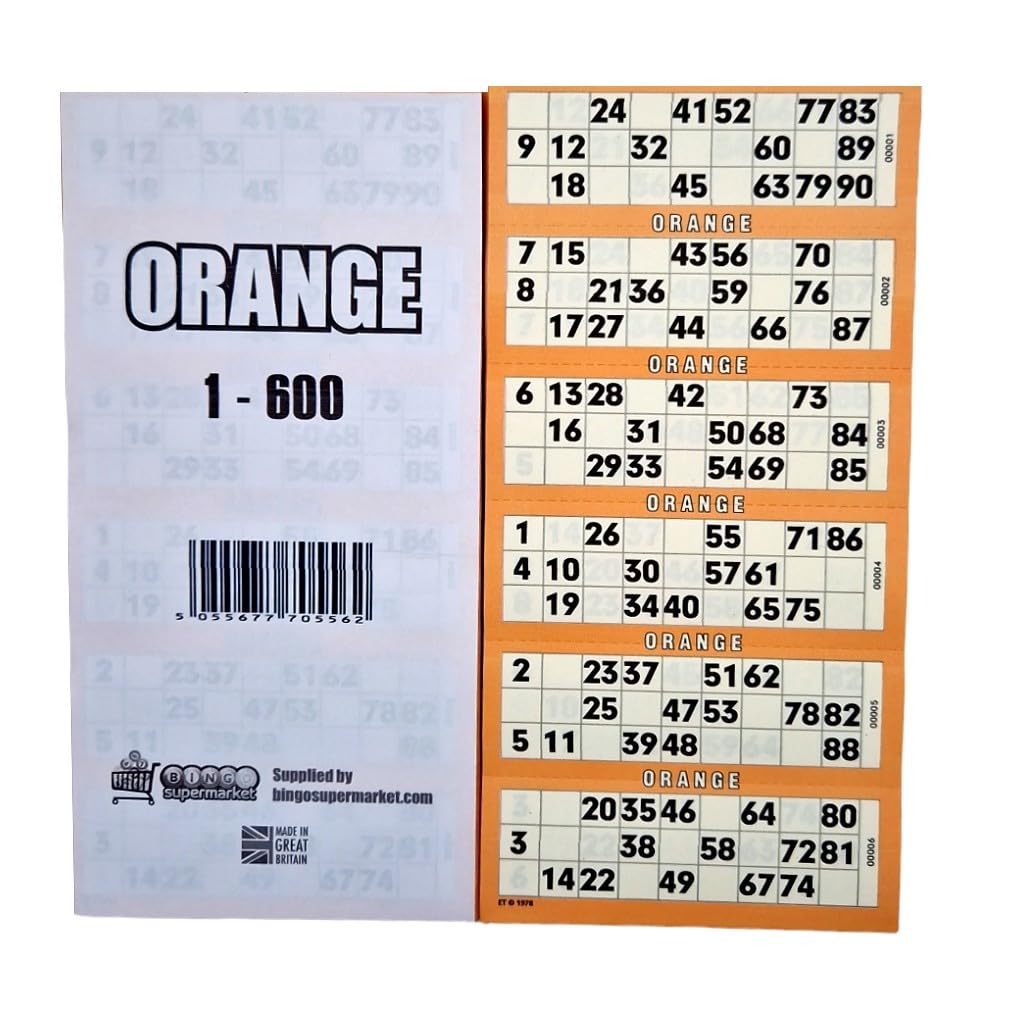 ORANGE
1 - 600
5 055677 705562
BINGO
supermarket
Supplied by
bingosupermarket.com
MADE IN
GREAT
BRITAIN
24 41 52 77 83
9 12 32 60 89
18 45 63 79 90
00001
ORANGE
7 15 43 56 70
8 21 36 59 76
17 27 44 66 87
00002
ORANGE
6 13 28 42 73
16 31 50 68 84
29 33 54 69 85
00003
ORANGE
1 26 55 71 86
4 10 30 57 61
19 34 40 65 75
00004
ORANGE
2 23 37 51 62
25 47 53 78 82
5 11 39 48 88
00005
ORANGE
20 35 46 64 80
3 38 58 72 81
14 22 49 67 74
00006
ET © 1978